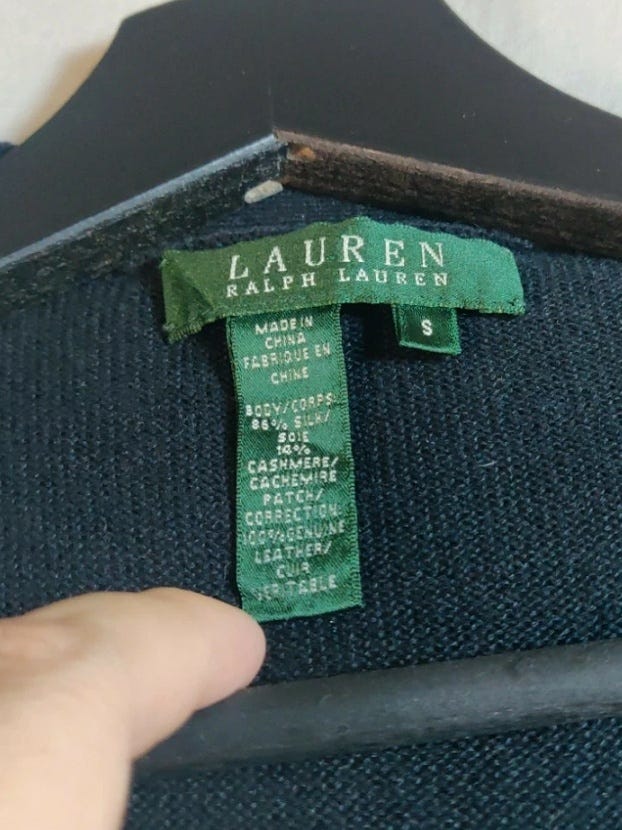 LAUREN
RALPH LAUREN
S
MADE IN
CHINA
FABRIQUE EN
CHINE
BODY/CORPS:
86% SILK/
SOIE
14%
CASHMERE/
CACHEMIRE
PATCH/
CORRECTION:
100% GENUINE
LEATHER/
CUIR
VERITABLE